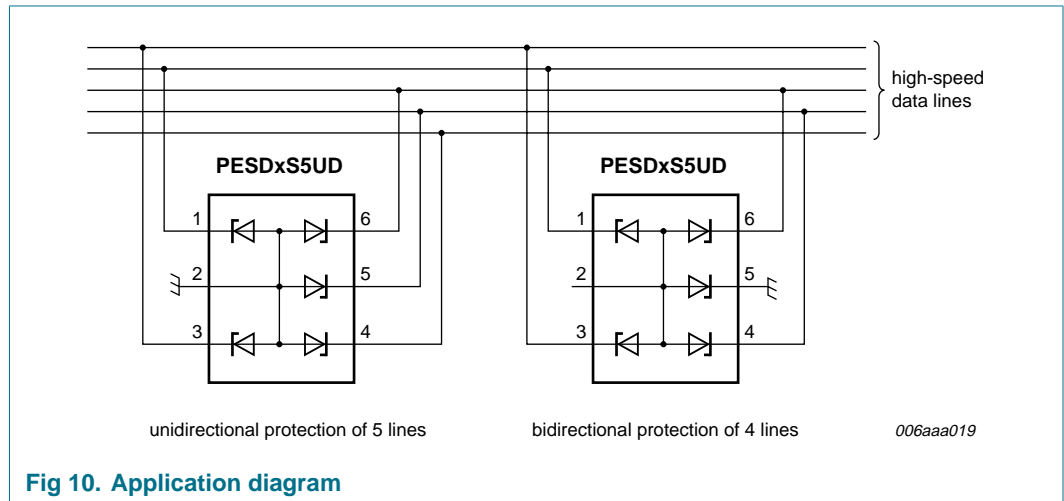 high-speed
data lines
PESDxS5UD
PESDxS5UD
1
6
2
5
3
4
1
6
2
5
3
4
unidirectional protection of 5 lines
bidirectional protection of 4 lines
006aaa019
Fig 10. Application diagram